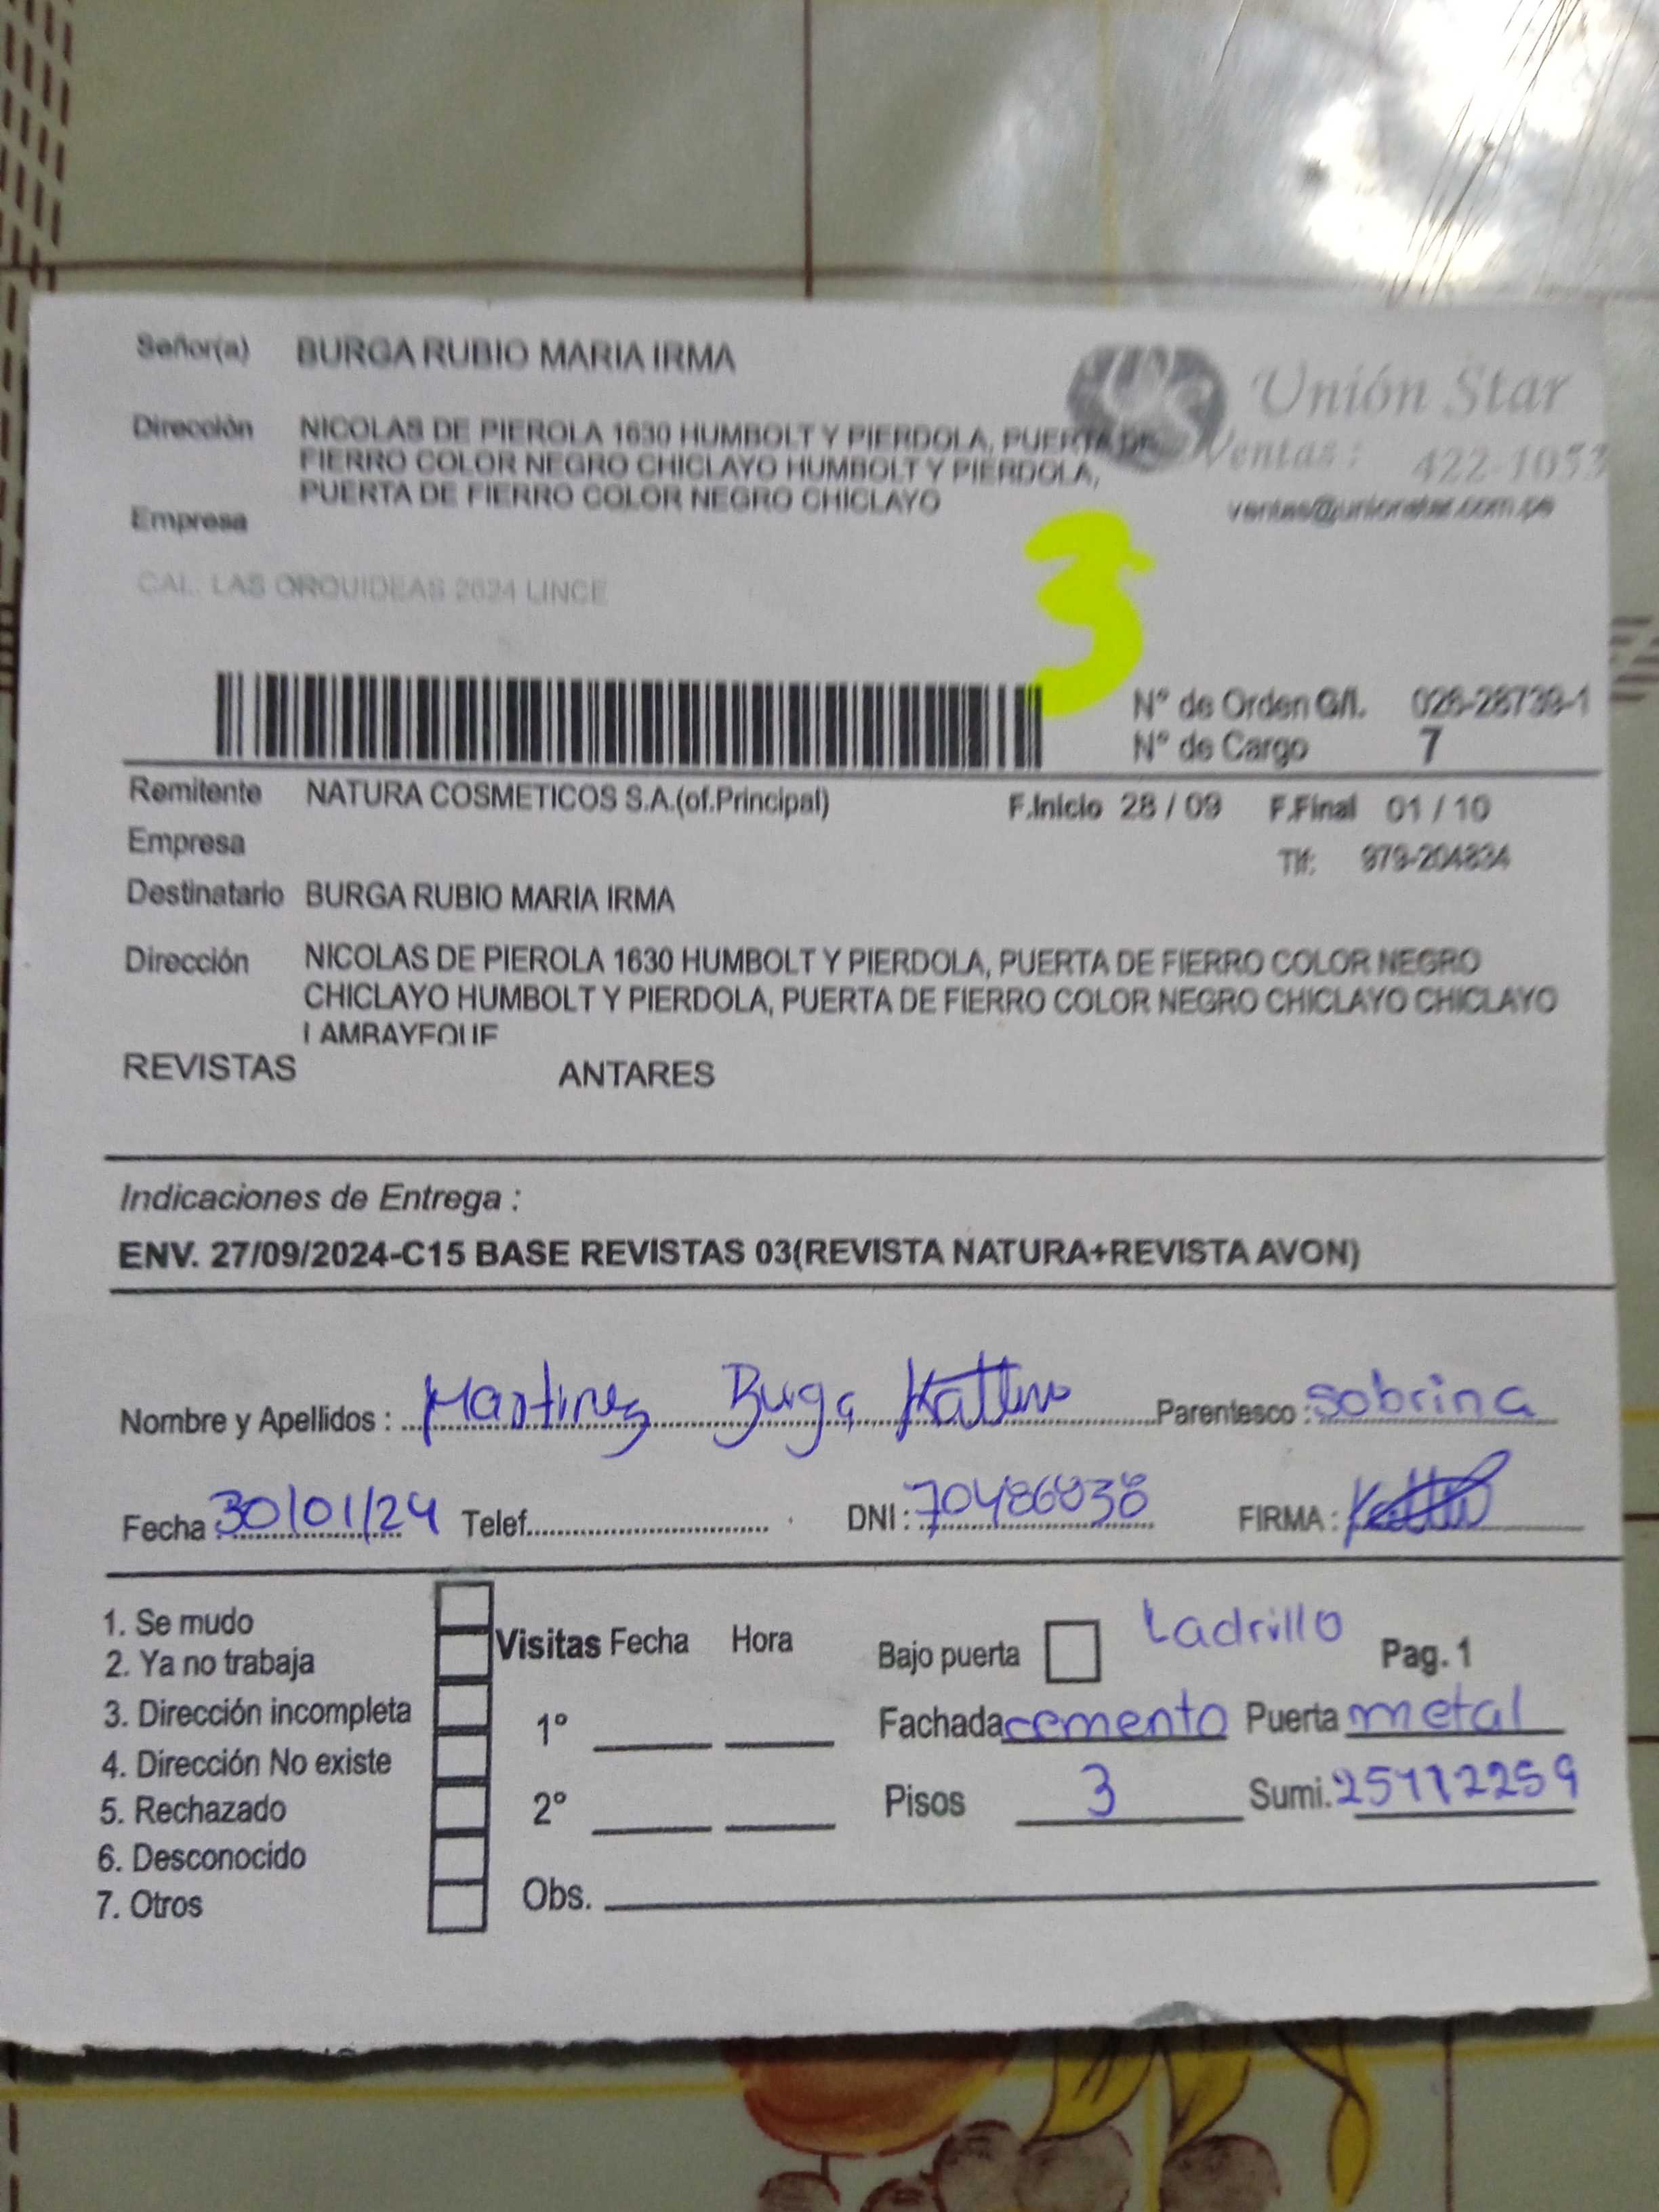 Señor(a) BURGA RUBIO MARIA IRMA
Unión Star
Dirección NICOLAS DE PIEROLA 1630 HUMBOLT Y PIERDOLA, PUERTA DE
FIERRO COLOR NEGRO CHICLAYO HUMBOLT Y PIERDOLA,
PUERTA DE FIERRO COLOR NEGRO CHICLAYO
Ventas: 422-1053
ventas@unionstar.com.pe
Empresa
CAL. LAS ORQUIDEAS 2634 LINCE
3
Nº de Orden G/I. 026-28739-1
Nº de Cargo 7
Remitente NATURA COSMETICOS S.A.(of.Principal) F.Inicio 28 / 09 F.Final 01 / 10
Empresa Tlf: 979-204834
Destinatario BURGA RUBIO MARIA IRMA
Dirección NICOLAS DE PIEROLA 1630 HUMBOLT Y PIERDOLA, PUERTA DE FIERRO COLOR NEGRO
CHICLAYO HUMBOLT Y PIERDOLA, PUERTA DE FIERRO COLOR NEGRO CHICLAYO CHICLAYO
LAMBAYEQUE
REVISTAS ANTARES
Indicaciones de Entrega :
ENV. 27/09/2024-C15 BASE REVISTAS 03(REVISTA NATURA+REVISTA AVON)
Nombre y Apellidos : Martinez Burga Parentesco : Sobrina
Fecha : 30/01/24 Telef. DNI : FIRMA :
1. Se mudo
2. Ya no trabaja
3. Dirección incompleta
4. Dirección No existe
5. Rechazado
6. Desconocido
7. Otros
Visitas Fecha Hora
1º
2º
Obs.
Bajo puerta Ladrillo Pag. 1
Fachada cemento Puerta metal
Pisos 3 Sumi. 25112259